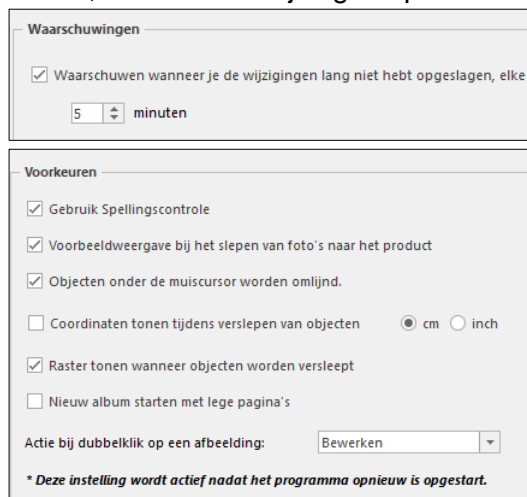 Waarschuwingen
Waarschuwen wanneer je de wijzigingen lang niet hebt opgeslagen, elke
5 minuten
Voorkeuren
Gebruik Spellingscontrole
Voorbeeldweergave bij het slepen van foto's naar het product
Objecten onder de muiscursor worden omlijnd.
Coordinaten tonen tijdens verslepen van objecten cm inch
Raster tonen wanneer objecten worden versleept
Nieuw album starten met lege pagina's
Actie bij dubbelklik op een afbeelding: Bewerken
* Deze instelling wordt actief nadat het programma opnieuw is opgestart.